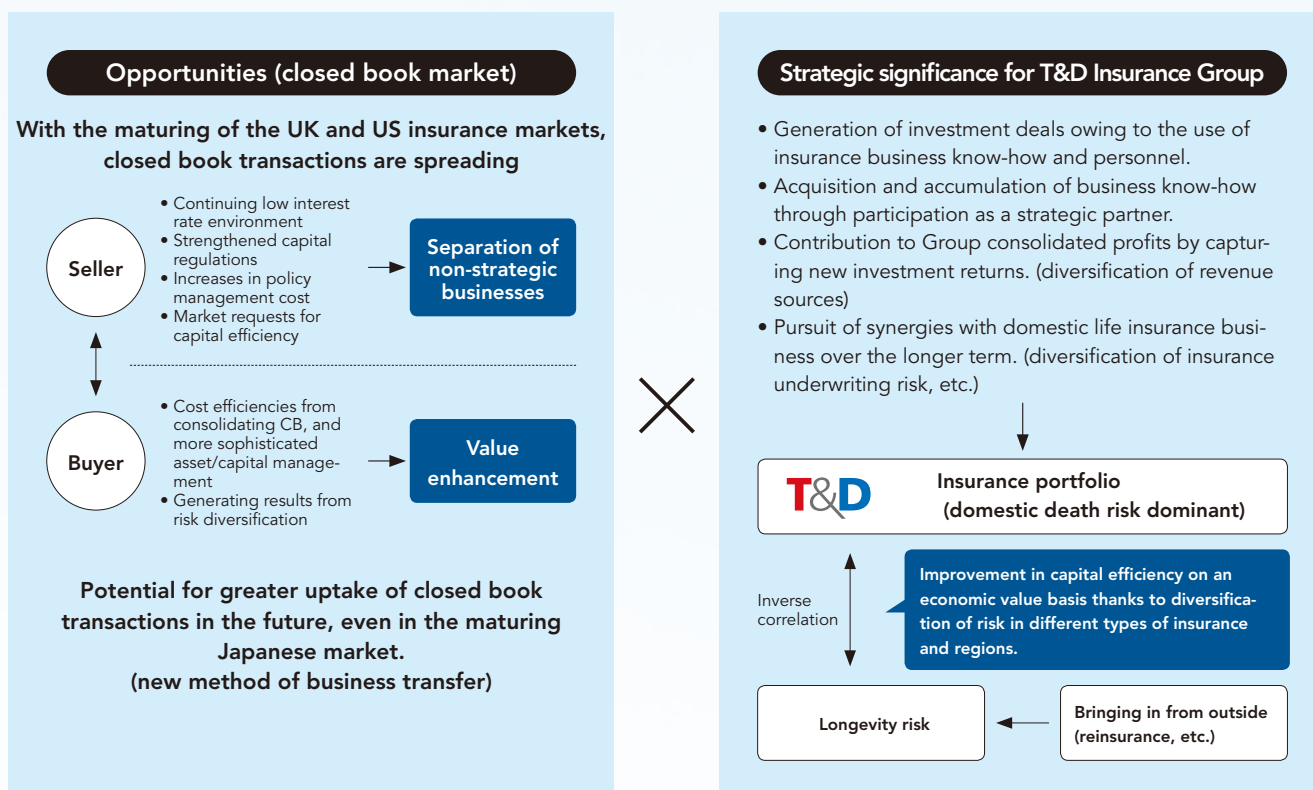 Opportunities (closed book market)
With the maturing of the UK and US insurance markets,
closed book transactions are spreading
Seller
• Continuing low interest
rate environment
• Strengthened capital
regulations
• Increases in policy
management cost
• Market requests for
capital efficiency
Separation of
non-strategic
businesses
Buyer
• Cost efficiencies from
consolidating CB, and
more sophisticated
asset/capital manage-
ment
• Generating results from
risk diversification
Value
enhancement
Potential for greater uptake of closed book
transactions in the future, even in the maturing
Japanese market.
(new method of business transfer)
Strategic significance for T&D Insurance Group
• Generation of investment deals owing to the use of
insurance business know-how and personnel.
• Acquisition and accumulation of business know-how
through participation as a strategic partner.
• Contribution to Group consolidated profits by captur-
ing new investment returns. (diversification of revenue
sources)
• Pursuit of synergies with domestic life insurance busi-
ness over the longer term. (diversification of insurance
underwriting risk, etc.)
T&D
Insurance portfolio
(domestic death risk dominant)
Inverse
correlation
Improvement in capital efficiency on an
economic value basis thanks to diversifica-
tion of risk in different types of insurance
and regions.
Longevity risk
Bringing in from outside
(reinsurance, etc.)